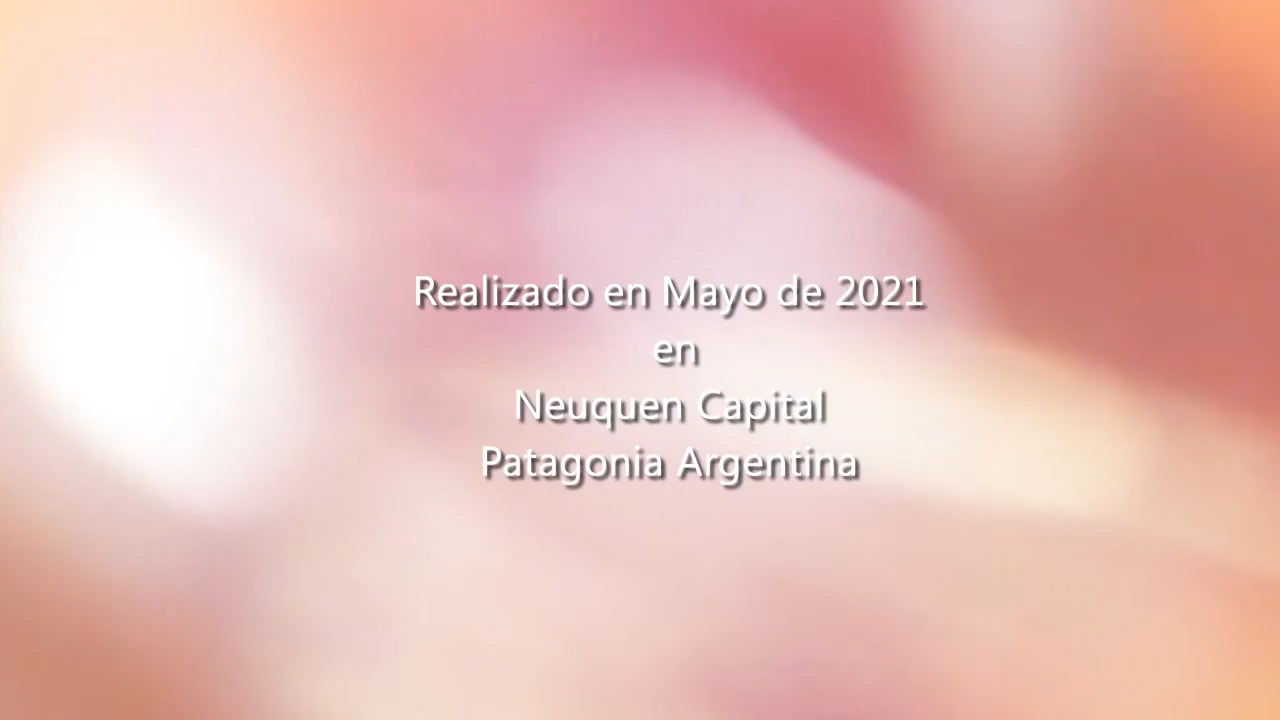 Realizado en Mayo de 2021
en
Neuquen Capital
Patagonia Argentina